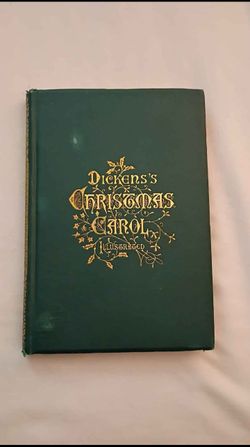 DICKENS'S
CHRISTMAS
CAROL
ILLUSTRATED